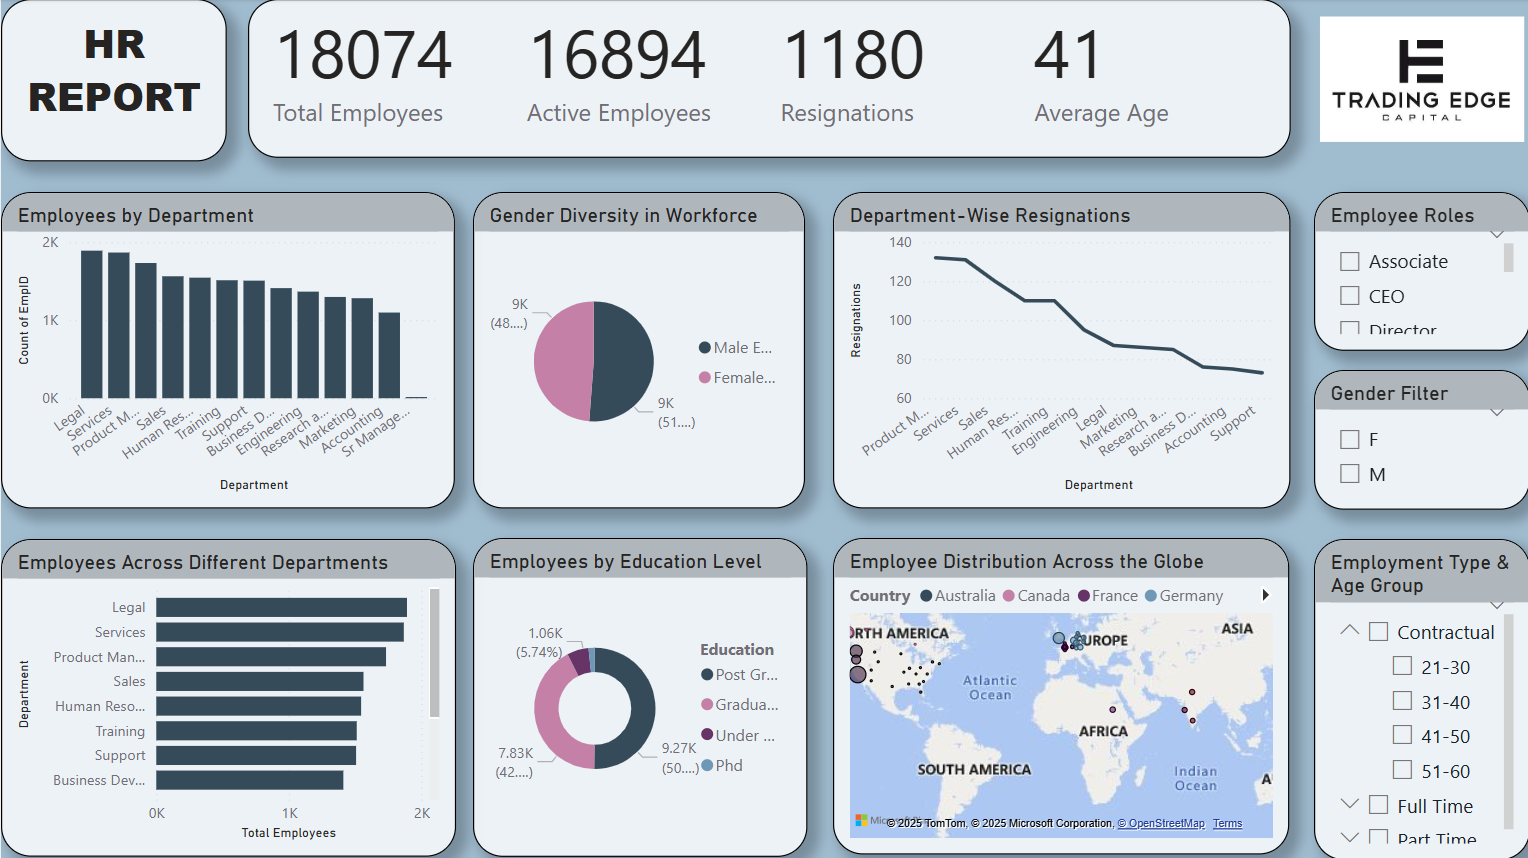 HR
REPORT
18074
Total Employees
16894
Active Employees
1180
Resignations
41
Average Age
TRADING EDGE
CAPITAL
Employees by Department
2K
1K
0K
Count of EmpID
Legal
Services
Product M...
Sales
Human Res...
Training
Support
Business D...
Engineering
Research a...
Marketing
Accounting
Sr Manage...
Department
Gender Diversity in Workforce
9K
(48....)
9K
(51....)
Male E...
Female...
Department-Wise Resignations
140
120
100
80
60
Resignations
Product M...
Services
Sales
Human Res...
Training
Engineering
Legal
Marketing
Research a...
Business D...
Accounting
Support
Department
Employee Roles
Associate
CEO
Director
Gender Filter
F
M
Employees Across Different Departments
Department
Legal
Services
Product Man...
Sales
Human Reso...
Training
Support
Business Dev...
0K
1K
2K
Total Employees
Employees by Education Level
1.06K
(5.74%)
7.83K
(42....)
9.27K
(50....)
Education
Post Gr...
Gradua...
Under ...
Phd
Employee Distribution Across the Globe
Country Australia Canada France Germany
RTH AMERICA
UROPE
ASIA
Atlantic
Ocean
AFRICA
SOUTH AMERICA
Indian
Ocean
A
© 2025 TomTom, © 2025 Microsoft Corporation, © OpenStreetMap Terms
Employment Type &
Age Group
Contractual
21-30
31-40
41-50
51-60
Full Time
Part Time